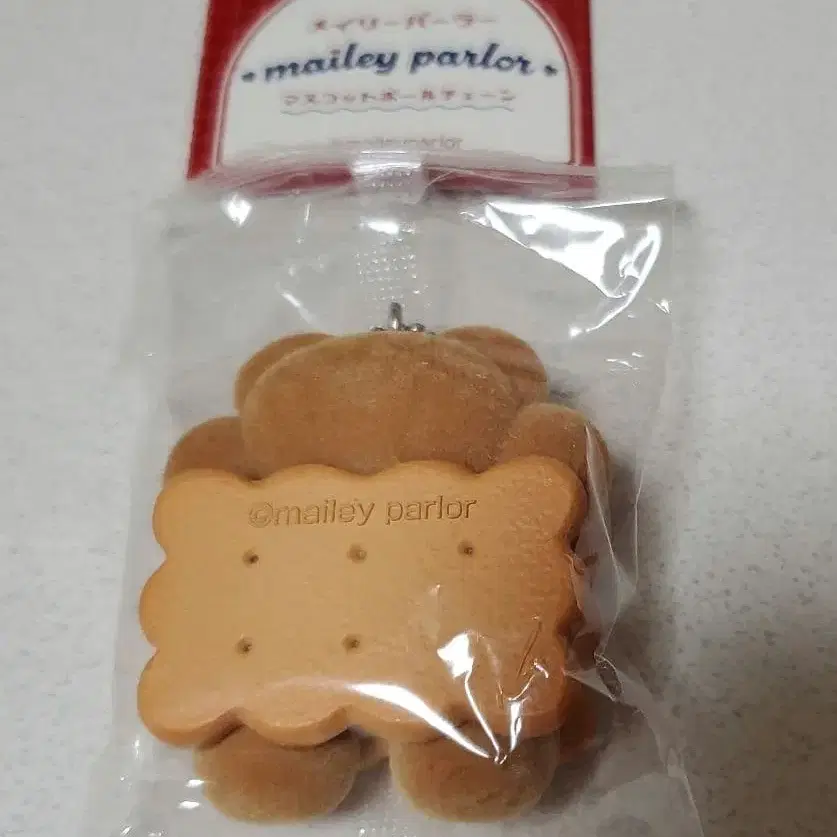 メイリーパーラー
mailey parlor
マスコットボールチェーン
©mailey parlor